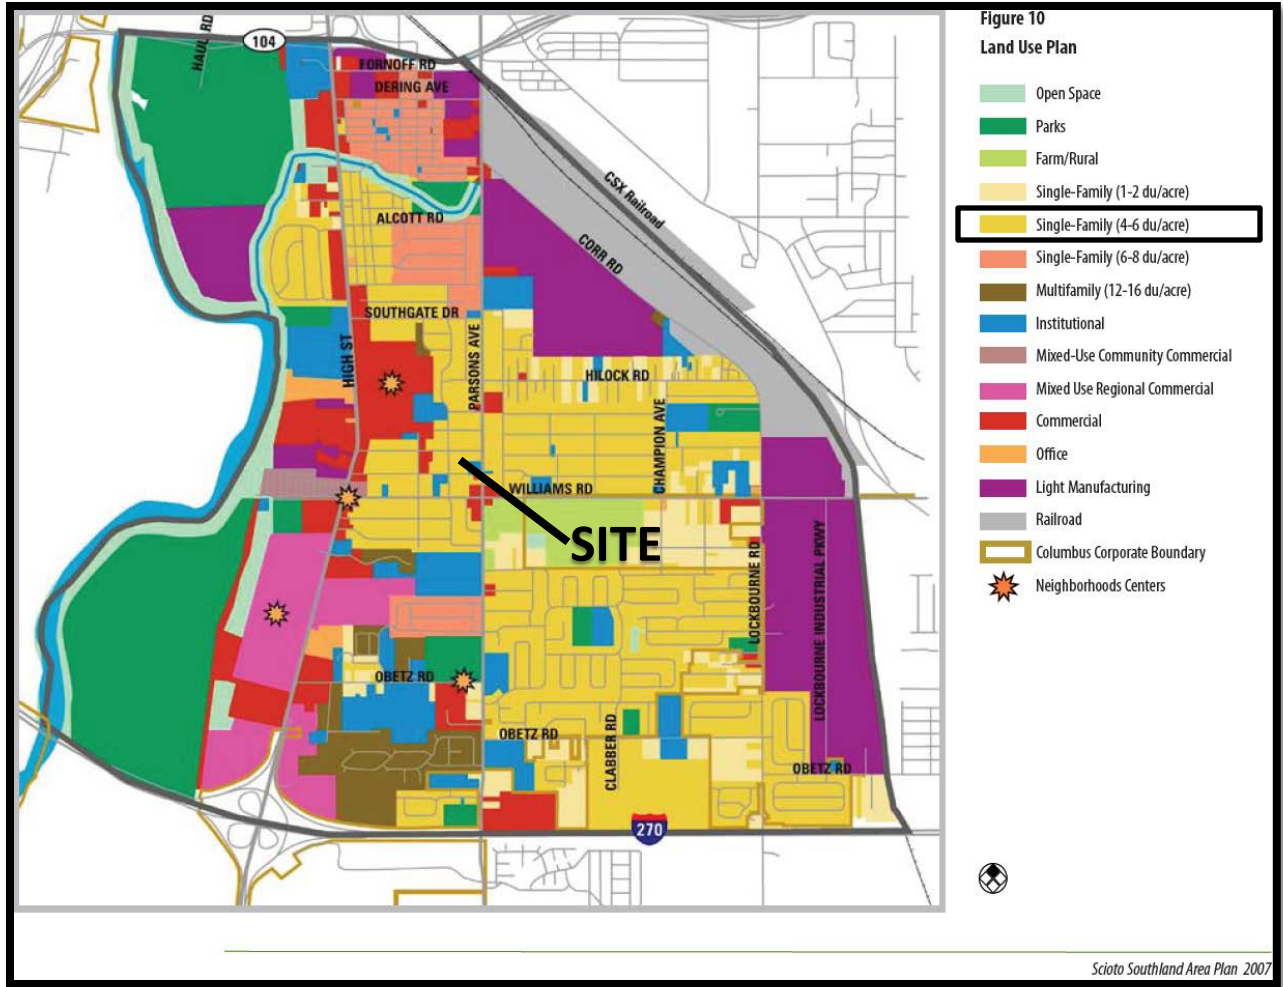 Figure 10
Land Use Plan
Open Space
Parks
Farm/Rural
Single-Family (1-2 du/acre)
Single-Family (4-6 du/acre)
Single-Family (6-8 du/acre)
Multifamily (12-16 du/acre)
Institutional
Mixed-Use Community Commercial
Mixed Use Regional Commercial
Commercial
Office
Light Manufacturing
Railroad
Columbus Corporate Boundary
Neighborhoods Centers
HAUL RD
104
FORNOFF RD
DERING AVE
CSX Railroad
ALCOTT RD
CORR RD
SOUTHGATE DR
HIGH ST
PARSONS AVE
HILOCK RD
CHAMPION AVE
WILLIAMS RD
SITE
LOCKBOURNE RD
LOCKBOURNE INDUSTRIAL PKWY
OBETZ RD
OBETZ RD
CLABBER RD
OBETZ RD
270
Scioto Southland Area Plan 2007